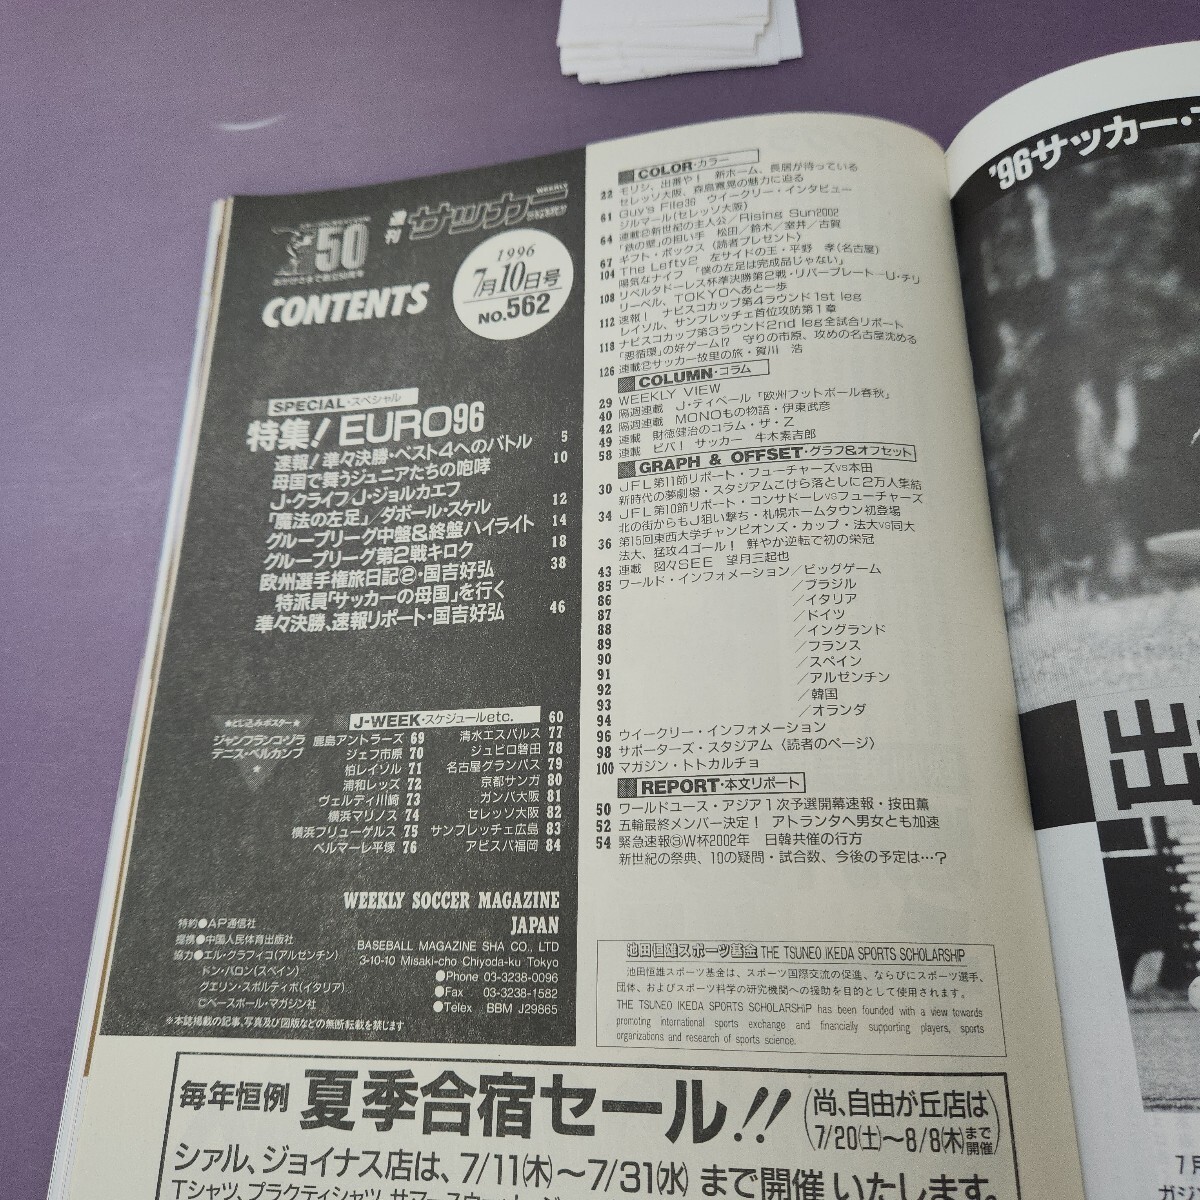 50
週刊
サッカー
WEEKLY
1996
7月10日号
NO.562
CONTENTS
SPECIAL・スペシャル
特集! EURO96
速報!準々決勝・ベスト4へのバトル 5
母国で舞うジュニアたちの咆哮 10
J・クライフ/J・ジョルカエフ
「魔法の左足」/ダボール・スケル 12
グループリーグ中盤&終盤ハイライト 14
グループリーグ第2戦キロク 18
欧州選手権旅日記②・国吉好弘 38
特派員「サッカーの母国」を行く
準々決勝、速報リポート・国吉好弘 46
★とじ込みポスター★
ジャンフランコ・ゾラ
デニス・ベルカンプ
★
J-WEEK・スケジュールetc. 60
鹿島アントラーズ 69 清水エスパルス 77
ジェフ市原 70 ジュビロ磐田 78
柏レイソル 71 名古屋グランパス 79
浦和レッズ 72 京都サンガ 80
ヴェルディ川崎 73 ガンバ大阪 81
横浜マリノス 74 セレッソ大阪 82
横浜フリューゲルス 75 サンフレッチェ広島 83
ベルマーレ平塚 76 アビスパ福岡 84
WEEKLY SOCCER MAGAZINE
JAPAN
BASEBALL MAGAZINE SHA CO., LTD
3-10-10 Misaki-cho Chiyoda-ku Tokyo
●Phone 03-3238-0096
●Fax 03-3238-1582
●Telex BBM J29865
特約●AP通信社
提携●中国人民体育出版社
協力●エル・グラフィコ(アルゼンチン)
ドン・バロン(スペイン)
グエリン・スポルティボ(イタリア)
©ベースボール・マガジン社
※本誌掲載の記事、写真及び図版などの無断転載を禁じます
COLOR・カラー
22 モリシ、出番や! 新ホーム、長居が待っている
セレッソ大阪、森島寛晃の魅力に迫る
61 Guy's File36 ウイークリー・インタビュー
ジルマール(セレッソ大阪)
64 連載②新世紀の主人公/Rising Sun2002
「鉄の壁」の担い手 松田/鈴木/室井/古賀
67 ギフト・ボックス〈読者プレゼント〉
104 The Lefty2 左サイドの王・平野 孝(名古屋)
陽気なナイフ「僕の左足は完成品じゃない」
108 リベルタドーレス杯準決勝第2戦・リバープレート―U・チリ
リーベル、TOKYOへあと一歩
112 速報! ナビスコカップ第4ラウンド1st leg
レイソル、サンフレッチェ首位攻防第1章
118 ナビスコカップ第3ラウンド2nd leg全試合リポート
「悪循環」の好ゲーム!? 守りの市原、攻めの名古屋沈める
126 連載②サッカー故里の旅・賀川 浩
COLUMN・コラム
29 WEEKLY VIEW
40 隔週連載 J・ティベール「欧州フットボール春秋」
42 隔週連載 MONOもの物語・伊東武彦
49 連載 財徳健治のコラム・ザ・Z
58 連載 ビバ! サッカー 牛木素吉郎
GRAPH & OFFSET・グラフ&オフセット
30 JFL第11節リポート・フューチャーズvs本田
新時代の夢劇場・スタジアムこけら落としに2万人集結
34 JFL第10節リポート・コンサドーレvsフューチャーズ
北の街からもJ狙い撃ち・札幌ホームタウン初登場
36 第15回東西大学チャンピオンズ・カップ・法大vs同大
法大、猛攻4ゴール! 鮮やか逆転で初の栄冠
43 連載 図々SEE 望月三起也
85 ワールド・インフォメーション/ビッグゲーム
86 /ブラジル
87 /イタリア
88 /ドイツ
89 /イングランド
90 /フランス
91 /スペイン
92 /アルゼンチン
93 /韓国
94 /オランダ
96 ウイークリー・インフォメーション
98 サポーターズ・スタジアム〈読者のページ〉
100 マガジン・トトカルチョ
REPORT・本文リポート
50 ワールドユース・アジア1次予選開幕速報・按田薫
52 五輪最終メンバー決定! アトランタへ男女とも加速
54 緊急速報③W杯2002年 日韓共催の行方
新世紀の祭典、10の疑問・試合数、今後の予定は…?
池田恒雄スポーツ基金 THE TSUNEO IKEDA SPORTS SCHOLARSHIP
池田恒雄スポーツ基金は、スポーツ国際交流の促進、ならびにスポーツ選手、
団体、およびスポーツ科学の研究機関への援助を目的として使用されます。
THE TSUNEO IKEDA SPORTS SCHOLARSHIP has been founded with a view towards
promoting international sports exchange and financially supporting players, sports
organizations and research of sports science.
毎年恒例 夏季合宿セール!!
(尚、自由が丘店は
7/20(土)〜8/8(木)まで開催)
シアル、ジョイナス店は、7/11(木)〜7/31(水) まで開催いたします。
Tシャツ、プラクティシャツ、サマー
'96サッカー・
出
7月
ガジ